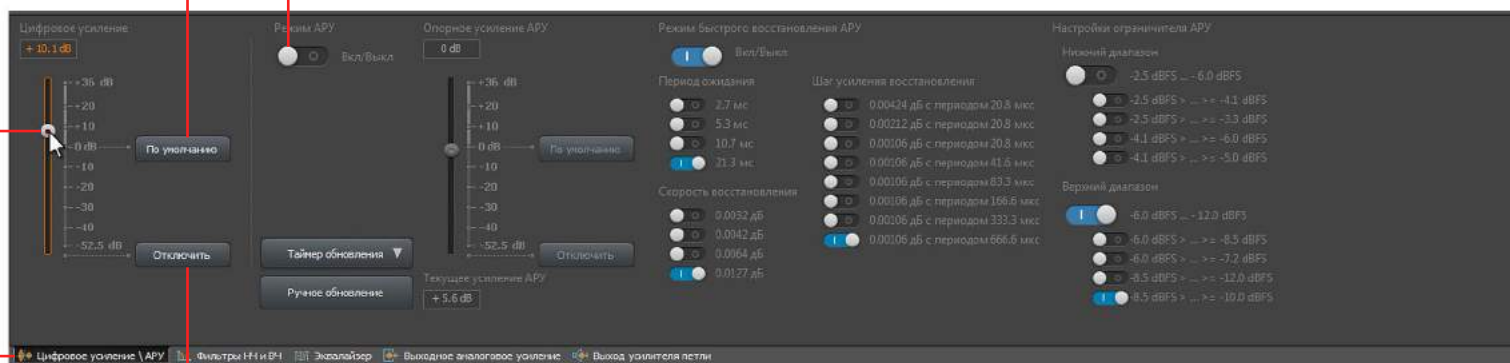 Цифровое усиление
+ 10.1 dB
+36 dB
+20
+10
0 dB
-10
-20
-30
-40
-52.5 dB
По умолчанию
Отключить
Режим АРУ
Вкл/Выкл
Таймер обновления
Ручное обновление
Опорное усиление АРУ
0 dB
+36 dB
+20
+10
0 dB
-10
-20
-30
-40
-52.5 dB
По умолчанию
Отключить
Текущее усиление АРУ
+ 5.6 dB
Режим быстрого восстановления АРУ
Вкл/Выкл
Период ожидания
2.7 мс
5.3 мс
10.7 мс
21.3 мс
Скорость восстановления
0.0032 дБ
0.0042 дБ
0.0064 дБ
0.0127 дБ
Шаг усиления восстановления
0.00424 дБ с периодом 20.8 мкс
0.00212 дБ с периодом 20.8 мкс
0.00106 дБ с периодом 20.8 мкс
0.00106 дБ с периодом 41.6 мкс
0.00106 дБ с периодом 83.3 мкс
0.00106 дБ с периодом 166.6 мкс
0.00106 дБ с периодом 333.3 мкс
0.00106 дБ с периодом 666.6 мкс
Настройки ограничителя АРУ
Нижний диапазон
-2.5 dBFS ... - 6.0 dBFS
-2.5 dBFS > ... >= -4.1 dBFS
-2.5 dBFS > ... >= -3.3 dBFS
-4.1 dBFS > ... >= -6.0 dBFS
-4.1 dBFS > ... >= -5.0 dBFS
Верхний диапазон
-6.0 dBFS ... - 12.0 dBFS
-6.0 dBFS > ... >= -8.5 dBFS
-6.0 dBFS > ... >= -7.2 dBFS
-8.5 dBFS > ... >= -12.0 dBFS
-8.5 dBFS > ... >= -10.0 dBFS
Цифровое усиление \ АРУ Фильтры НЧ и ВЧ Эквалайзер Выходное аналоговое усиление Выход усилителя петли